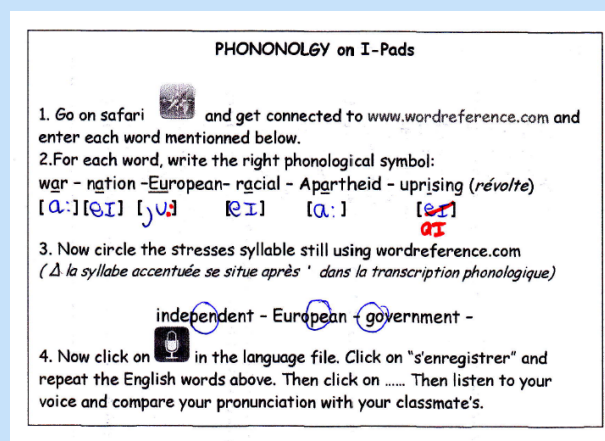 PHONONOLGY on I-Pads
1. Go on safari and get connected to www.wordreference.com and
enter each word mentionned below.
2.For each word, write the right phonological symbol:
war - nation -European- racial - Apartheid - uprising (révolte)
[a:] [eI] [ju:] [eI] [a:] [eI]
aI
3. Now circle the stresses syllable still using wordreference.com
(Δ la syllabe accentuée se situe après ' dans la transcription phonologique)
independent - European - government -
4. Now click on in the language file. Click on "s'enregistrer" and
repeat the English words above. Then click on ...... Then listen to your
voice and compare your pronunciation with your classmate's.